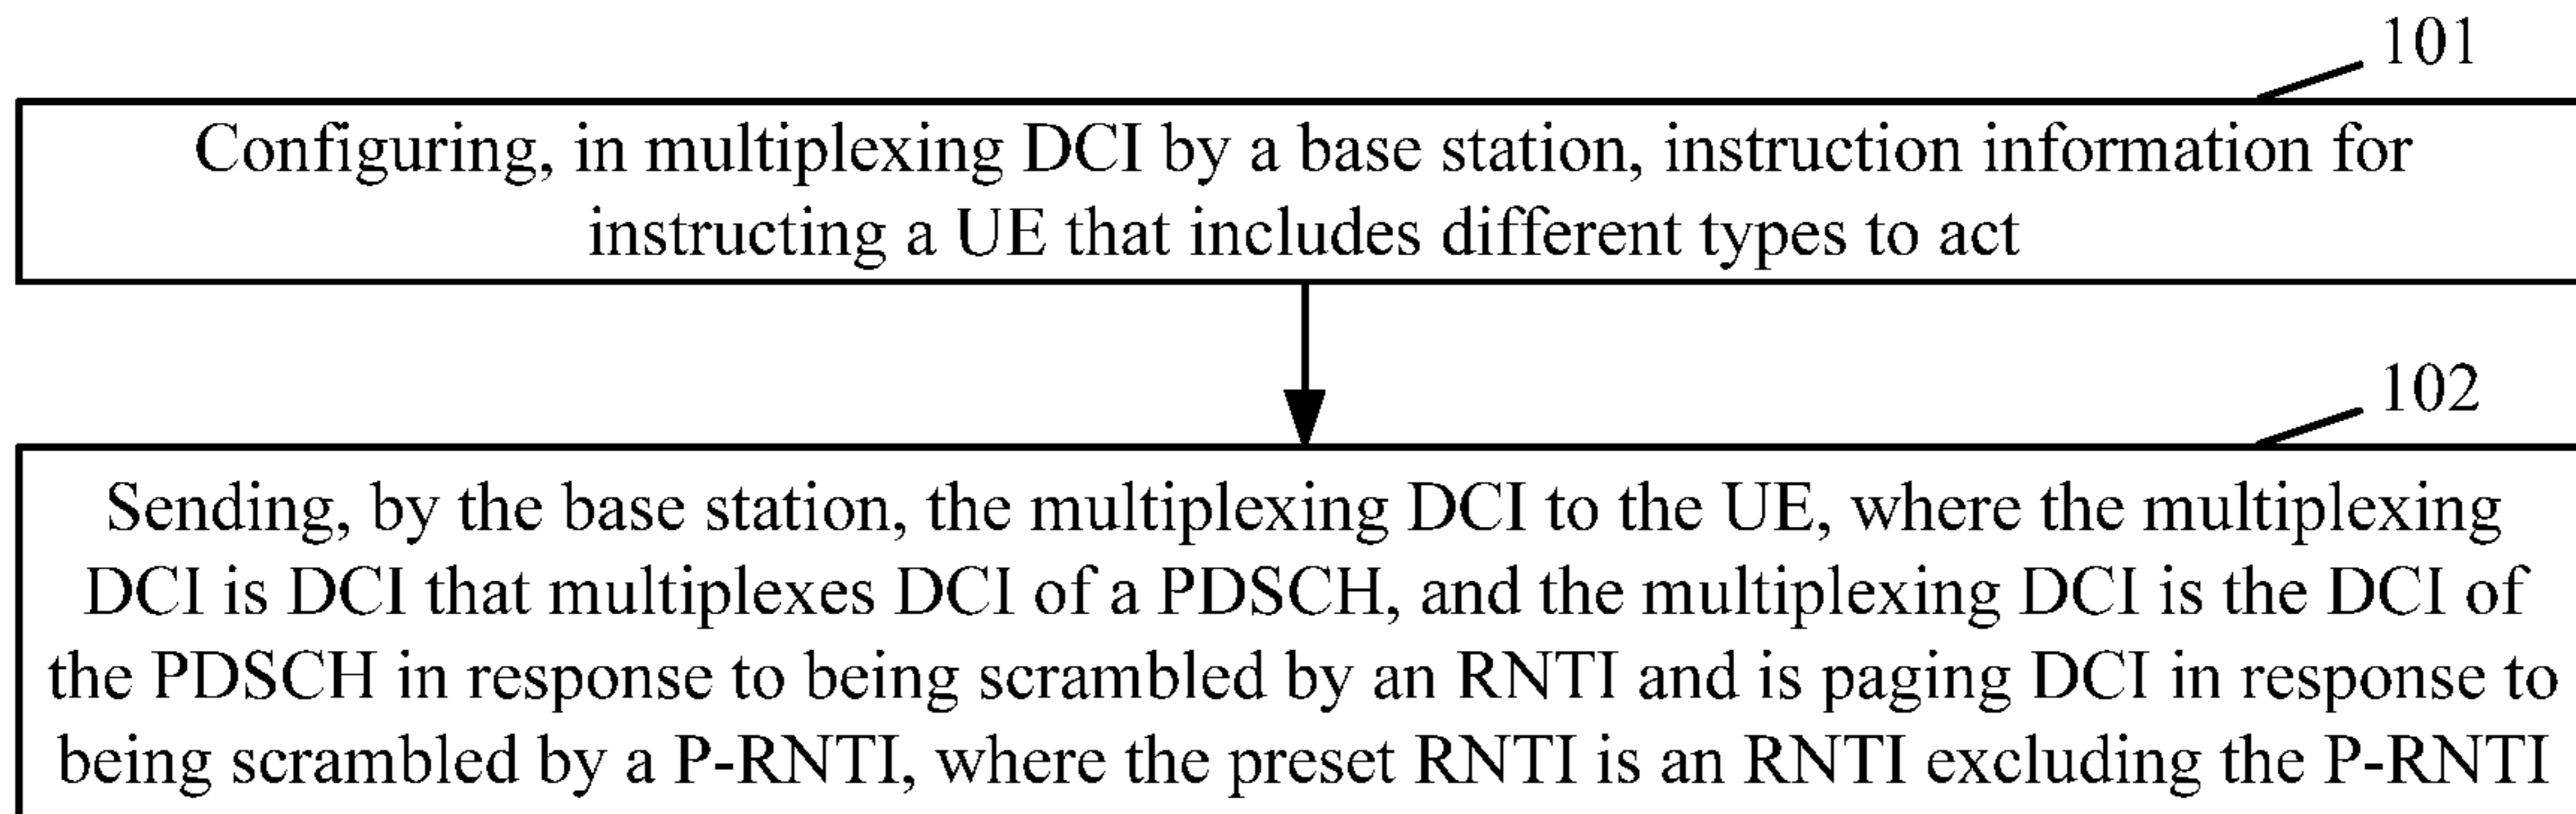 101
Configuring, in multiplexing DCI by a base station, instruction information for
instructing a UE that includes different types to act
102
Sending, by the base station, the multiplexing DCI to the UE, where the multiplexing
DCI is DCI that multiplexes DCI of a PDSCH, and the multiplexing DCI is the DCI of
the PDSCH in response to being scrambled by an RNTI and is paging DCI in response to
being scrambled by a P-RNTI, where the preset RNTI is an RNTI excluding the P-RNTI